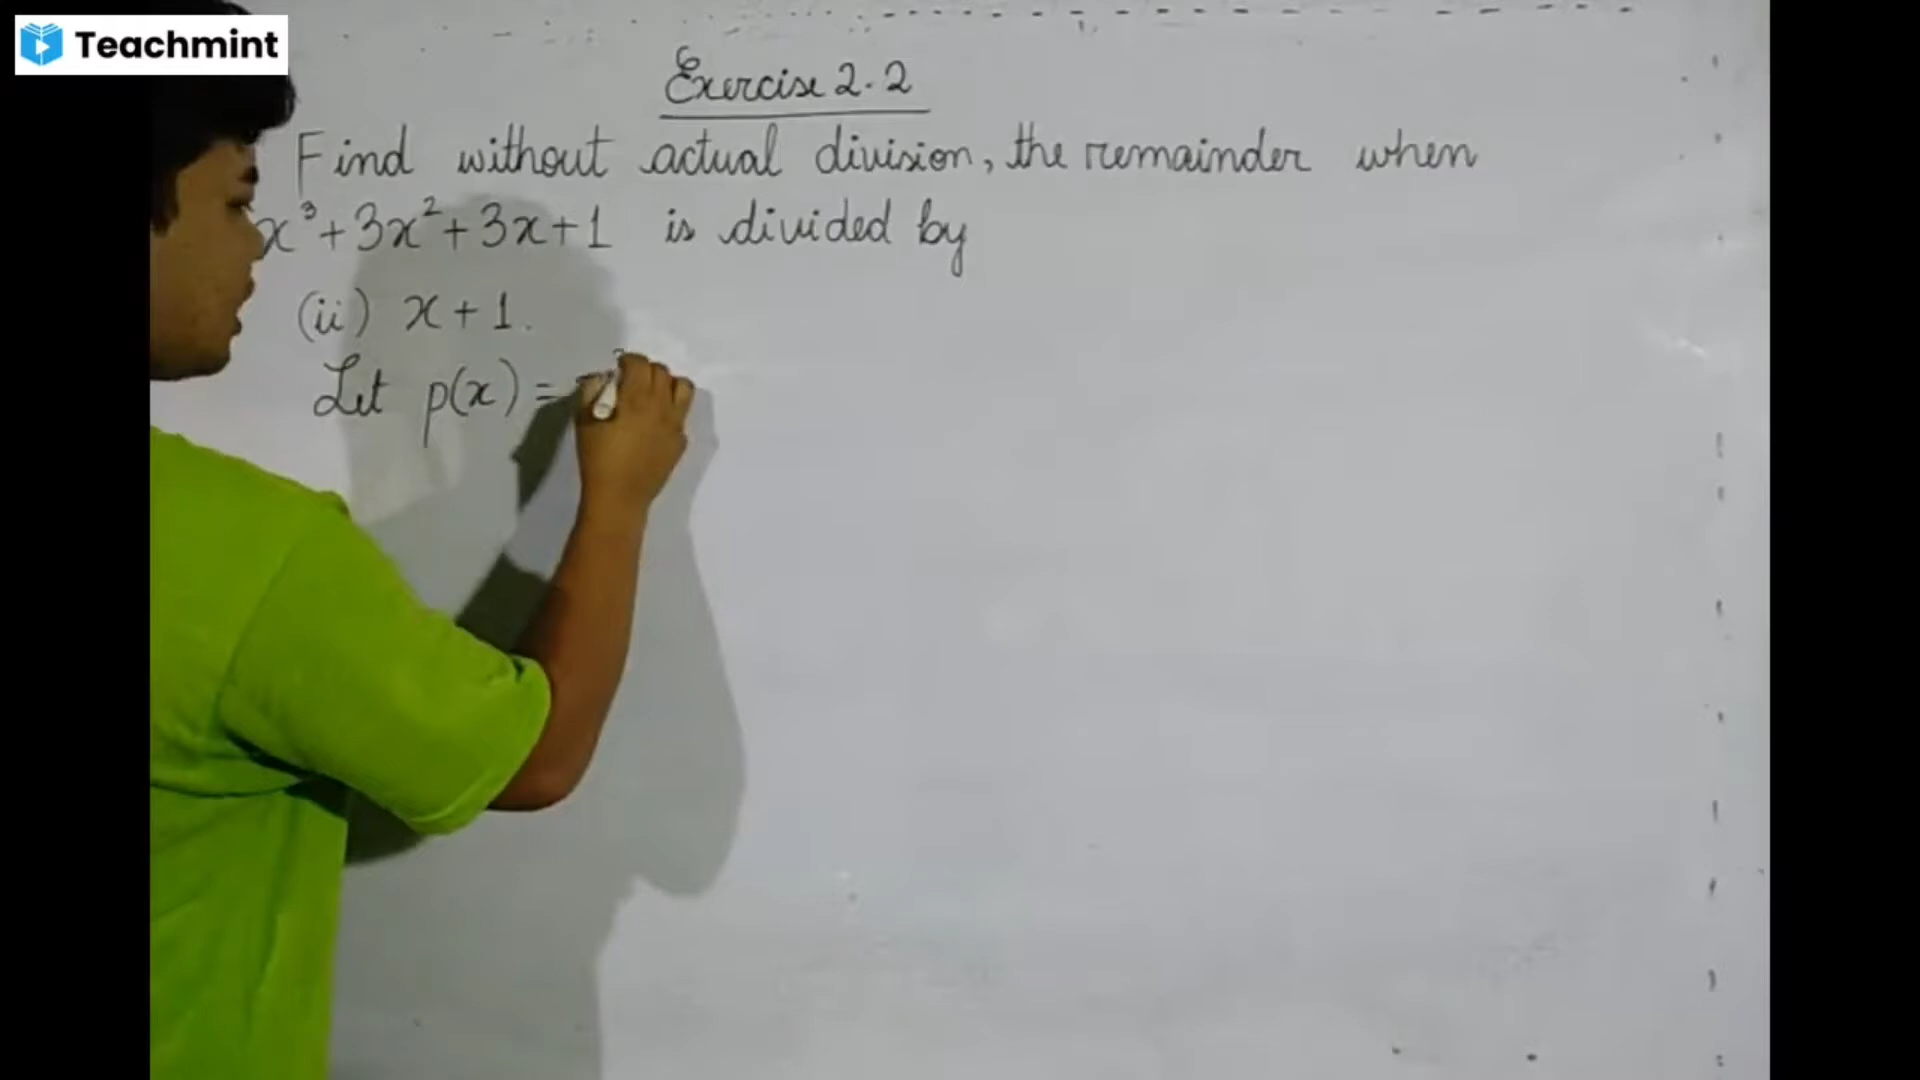 Teachmint
Exercise 2.2
Find without actual division, the remainder when
x³+3x²+3x+1 is divided by
(ii) x+1.
Let p(x) =